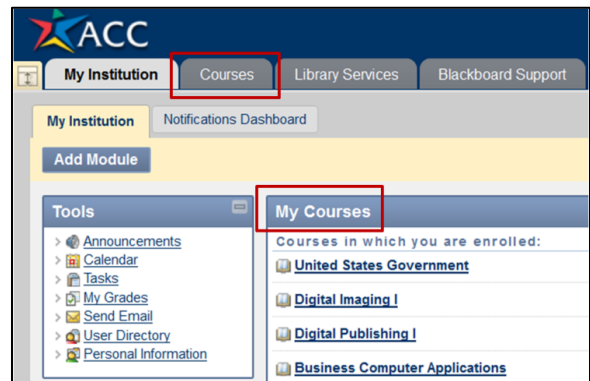 ACC
My Institution
Courses
Library Services
Blackboard Support
My Institution
Notifications Dashboard
Add Module
Tools
Announcements
Calendar
Tasks
My Grades
Send Email
User Directory
Personal Information
My Courses
Courses in which you are enrolled:
United States Government
Digital Imaging I
Digital Publishing I
Business Computer Applications